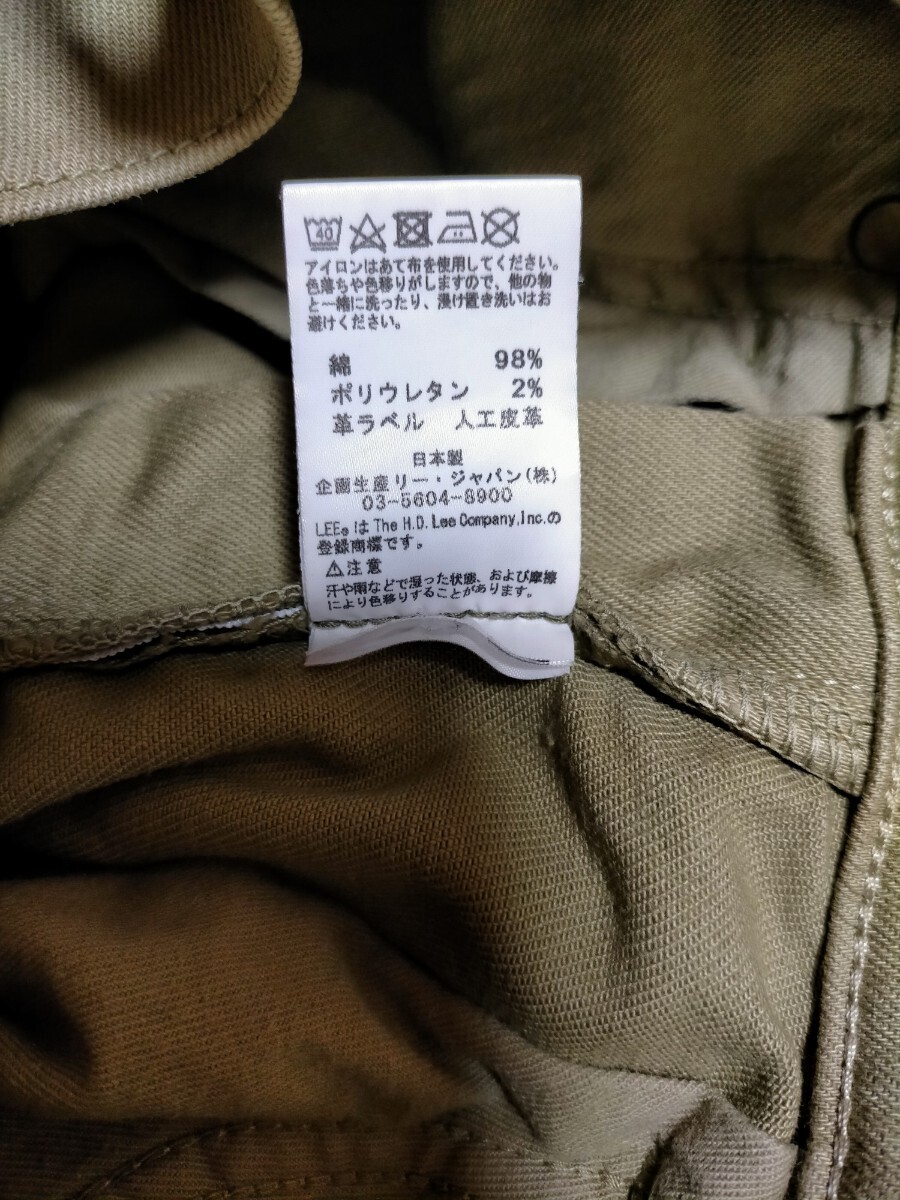 40
アイロンはあて布を使用してください。
色落ちや色移りがしますので、他の物
と一緒に洗ったり、浸け置き洗いはお
避けください。
綿 98%
ポリウレタン 2%
革ラベル 人工皮革
日本製
企画生産リー・ジャパン(株)
03-5604-8900
LEE®はThe H.D. Lee Company,Inc.の
登録商標です。
⚠注意
汗や雨などで湿った状態、および摩擦
により色移りすることがあります。